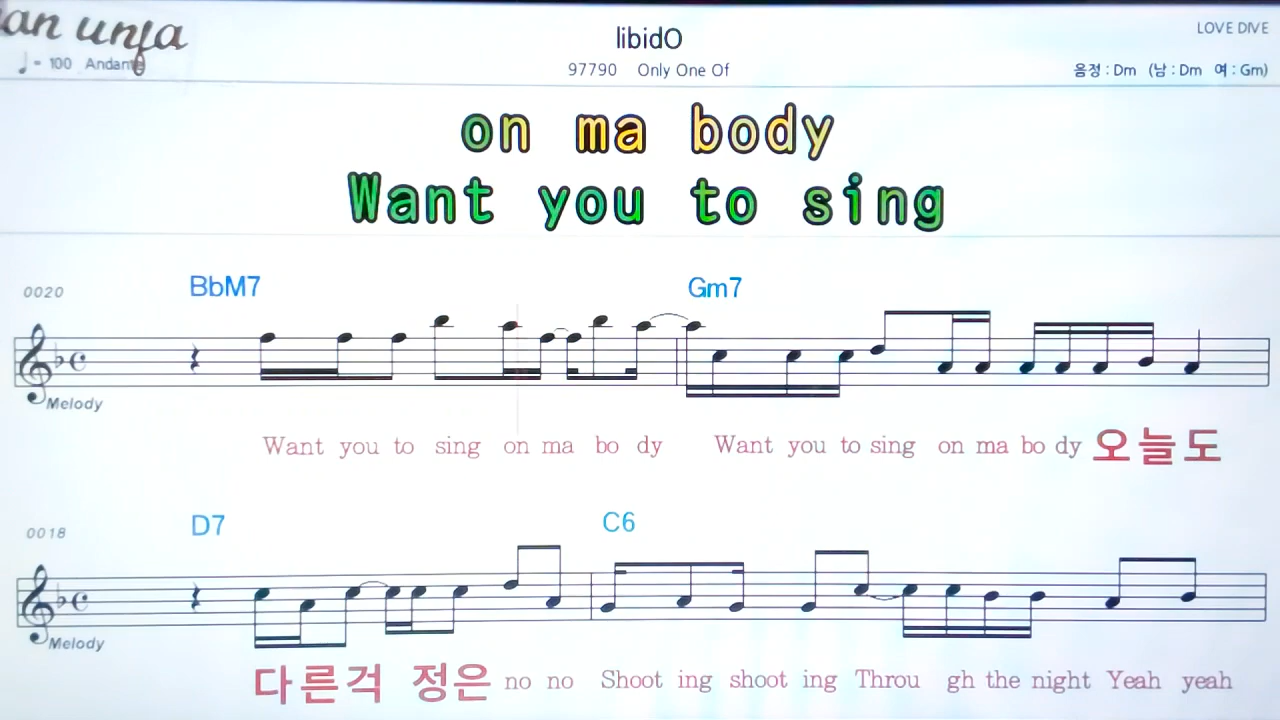 libidO
LOVE DIVE
♩= 100 Andante
97790 Only One Of
음정 : Dm (남 : Dm 여 : Gm)
on ma body
Want you to sing
0020 BbM7 Gm7
Melody
Want you to sing on ma bo dy Want you to sing on ma bo dy 오늘도
0018 D7 C6
Melody
다른걱 정은 no no Shoot ing shoot ing Throu gh the night Yeah yeah